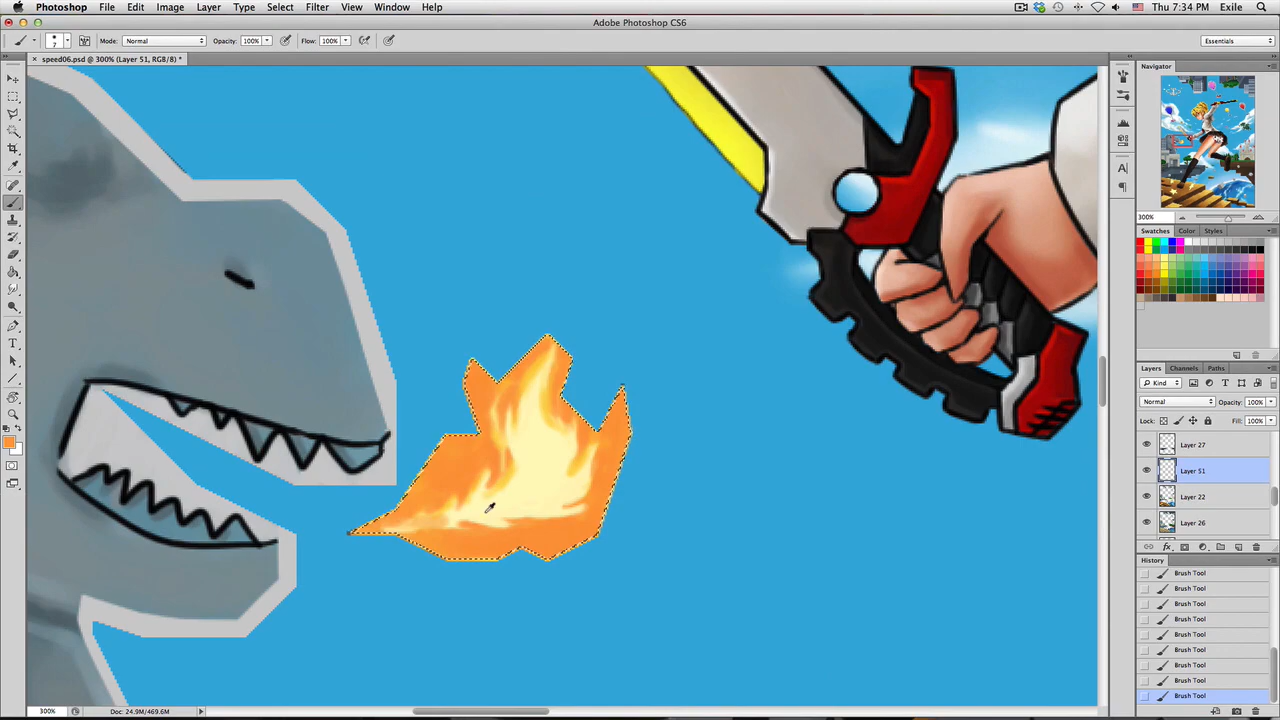 Photoshop File Edit Image Layer Type Select Filter View Window Help Thu 7:34 PM Exile
Adobe Photoshop CS6
7 Mode: Normal Opacity: 100% Flow: 100% Essentials
× speed06.psd @ 300% (Layer 51, RGB/8) *
Navigator
300%
Swatches Color Styles
Layers Channels Paths
Kind
Normal Opacity: 100%
Lock: Fill: 100%
Layer 27
Layer 51
Layer 22
Layer 26
History
Brush Tool
Brush Tool
Brush Tool
Brush Tool
Brush Tool
Brush Tool
Brush Tool
Brush Tool
Brush Tool
300% Doc: 24.9M/469.6M